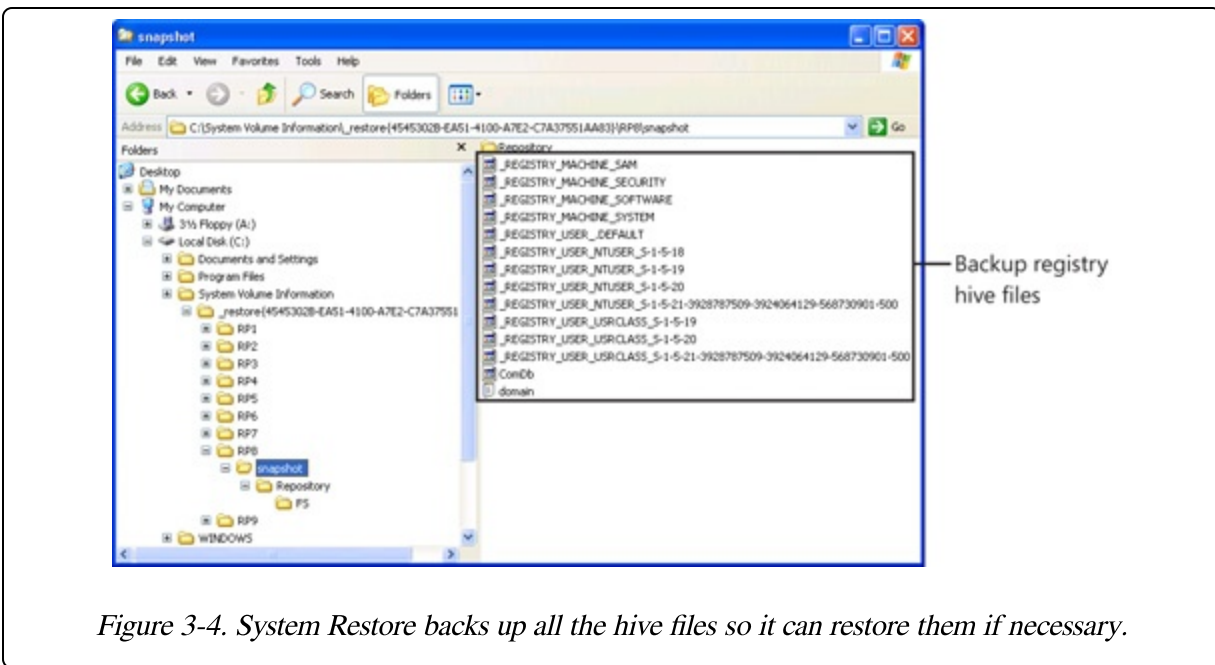 snapshot
File Edit View Favorites Tools Help
Back Search Folders
Address C:\System Volume Information\_restore{4545302B-EA51-4100-A7E2-C7A37551AA83}\RP8\snapshot Go
Folders
Desktop
My Documents
My Computer
3½ Floppy (A:)
Local Disk (C:)
Documents and Settings
Program Files
System Volume Information
_restore{4545302B-EA51-4100-A7E2-C7A37551
RP1
RP2
RP3
RP4
RP5
RP6
RP7
RP8
snapshot
Repository
FS
RP9
WINDOWS
Repository
_REGISTRY_MACHINE_SAM
_REGISTRY_MACHINE_SECURITY
_REGISTRY_MACHINE_SOFTWARE
_REGISTRY_MACHINE_SYSTEM
_REGISTRY_USER_.DEFAULT
_REGISTRY_USER_NTUSER_S-1-5-18
_REGISTRY_USER_NTUSER_S-1-5-19
_REGISTRY_USER_NTUSER_S-1-5-20
_REGISTRY_USER_NTUSER_S-1-5-21-3928787509-3924064129-568730901-500
_REGISTRY_USER_USRCLASS_S-1-5-19
_REGISTRY_USER_USRCLASS_S-1-5-20
_REGISTRY_USER_USRCLASS_S-1-5-21-3928787509-3924064129-568730901-500
ComDb
domain
Backup registry
hive files
Figure 3-4. System Restore backs up all the hive files so it can restore them if necessary.